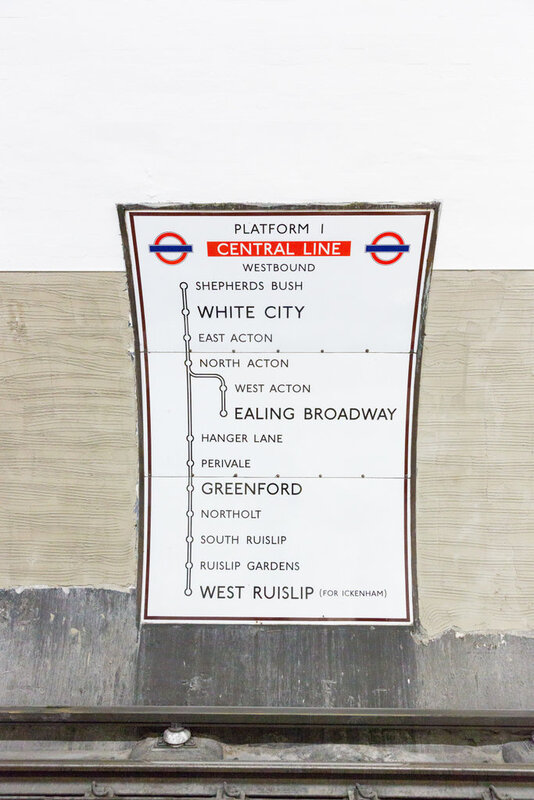 PLATFORM 1
CENTRAL LINE
WESTBOUND
SHEPHERDS BUSH
WHITE CITY
EAST ACTON
NORTH ACTON
WEST ACTON
EALING BROADWAY
HANGER LANE
PERIVALE
GREENFORD
NORTHOLT
SOUTH RUISLIP
RUISLIP GARDENS
WEST RUISLIP (FOR ICKENHAM)